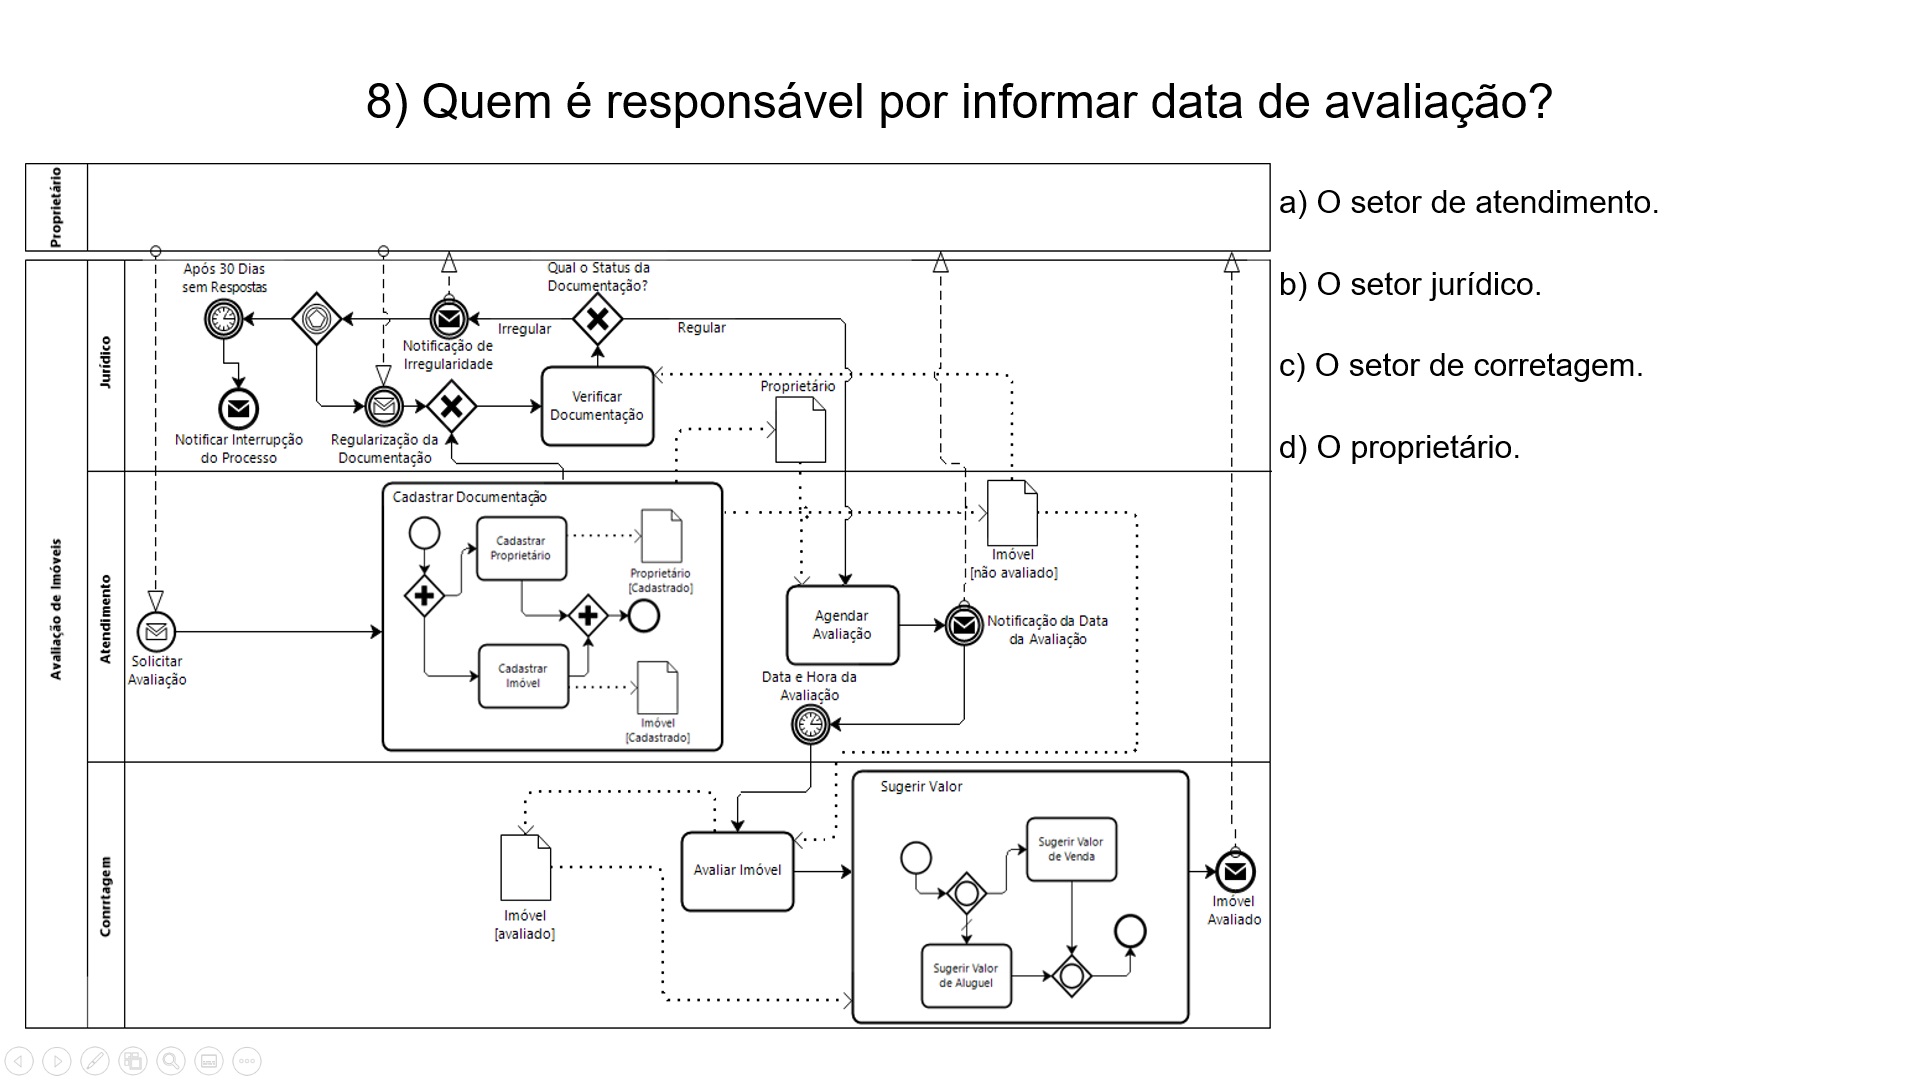 8) Quem é responsável por informar data de avaliação?
Proprietário
a) O setor de atendimento.
b) O setor jurídico.
c) O setor de corretagem.
d) O proprietário.
Avaliação de Imóveis
Jurídico
Após 30 Dias
sem Respostas
Notificar Interrupção
do Processo
Regularização da
Documentação
Notificação de
Irregularidade
Irregular
Qual o Status da
Documentação?
Regular
Verificar
Documentação
Proprietário
Atendimento
Solicitar
Avaliação
Cadastrar Documentação
Cadastrar
Proprietário
Proprietário
[Cadastrado]
Cadastrar
Imóvel
Imóvel
[Cadastrado]
Agendar
Avaliação
Notificação da Data
da Avaliação
Imóvel
[não avaliado]
Data e Hora da
Avaliação
Conrrtagem
Imóvel
[avaliado]
Avaliar Imóvel
Sugerir Valor
Sugerir Valor
de Venda
Sugerir Valor
de Aluguel
Imóvel
Avaliado